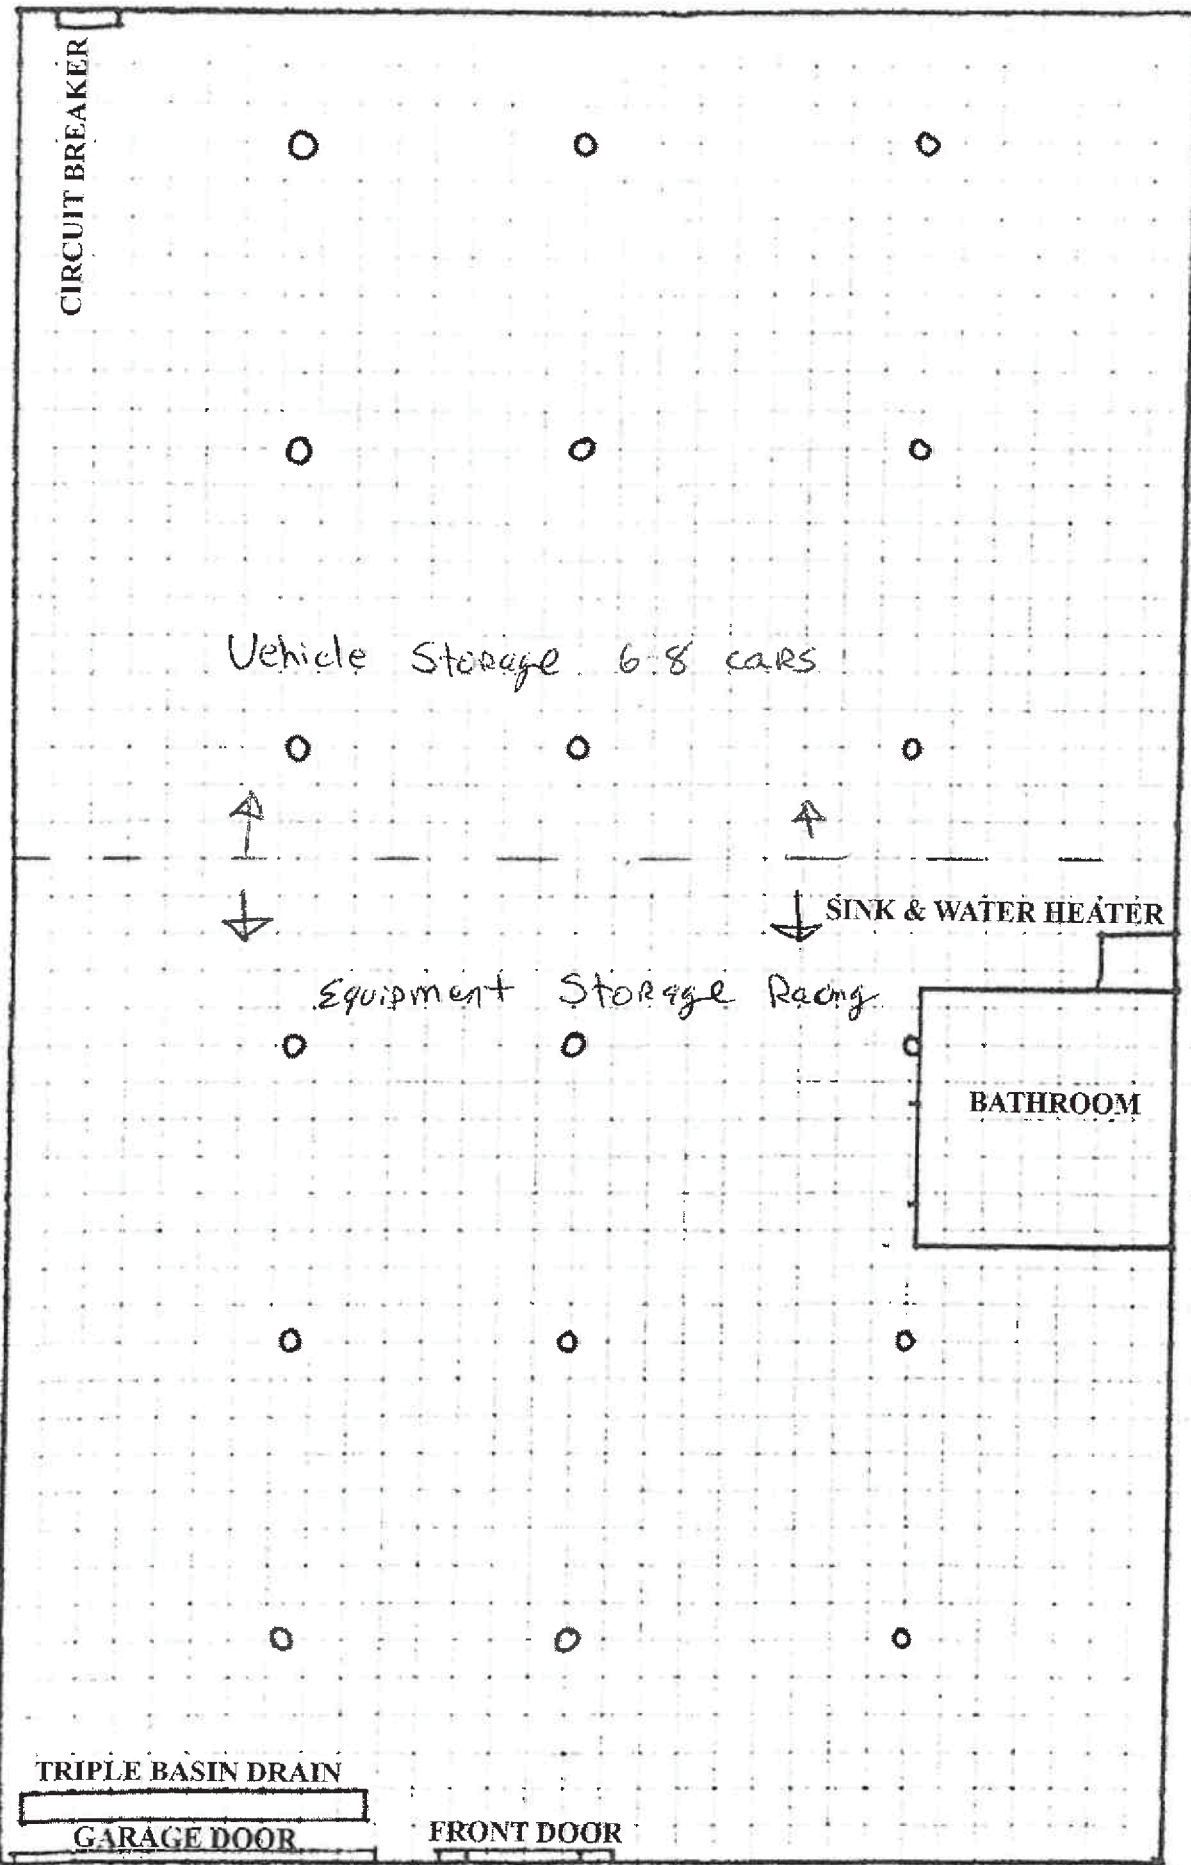 CIRCUIT BREAKER
Vehicle Storage 6-8 cars
SINK & WATER HEATER
Equipment Storage Racing
BATHROOM
TRIPLE BASIN DRAIN
GARAGE DOOR
FRONT DOOR